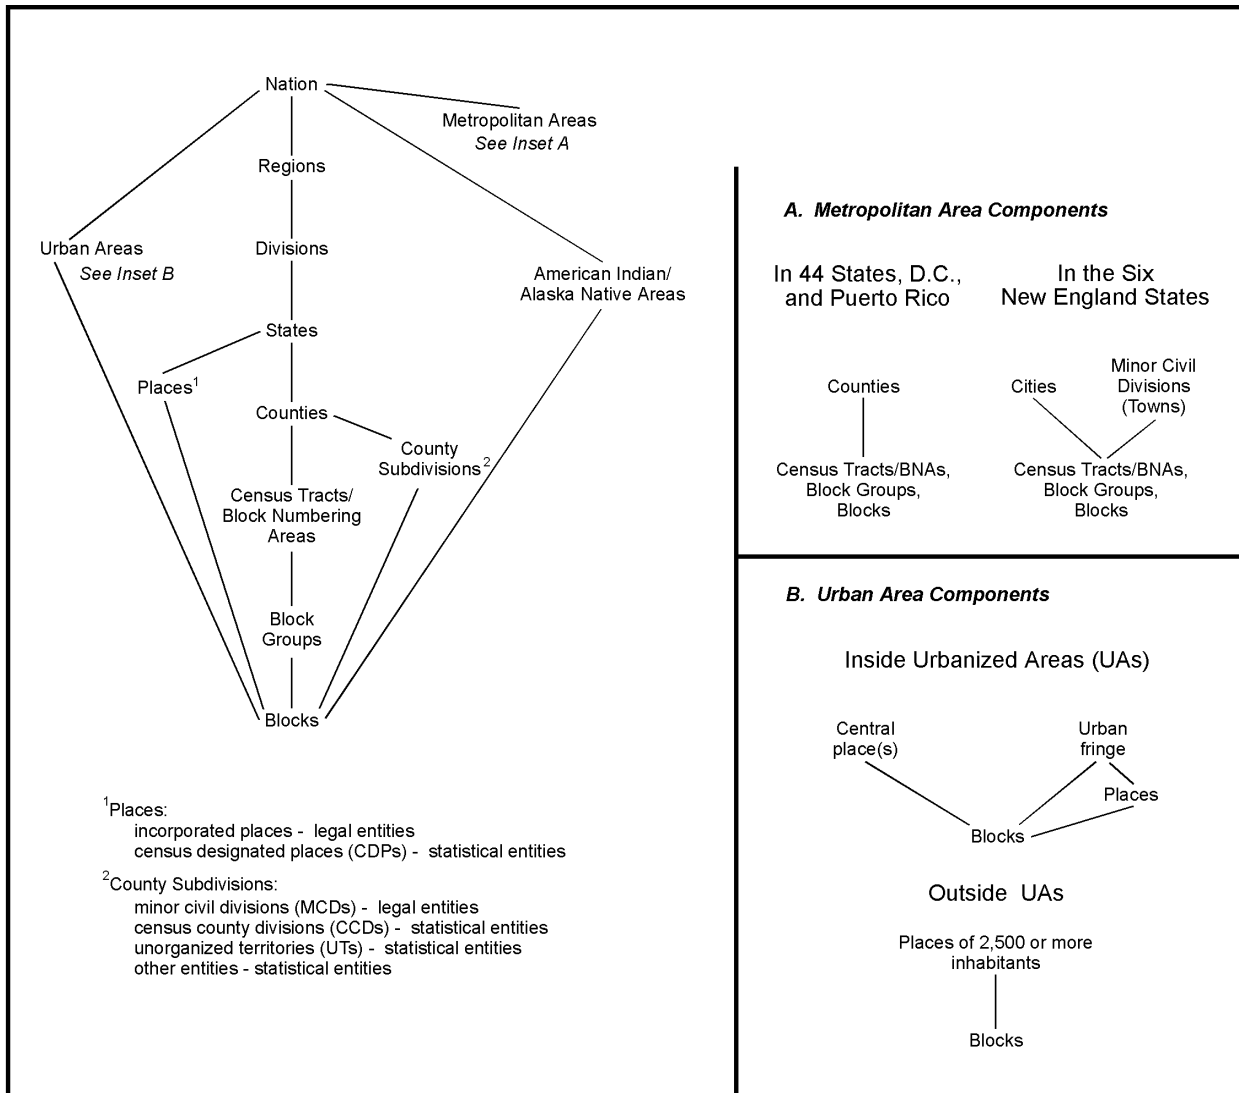 Nation
Metropolitan Areas
See Inset A
Regions
Urban Areas
See Inset B
Divisions
American Indian/
Alaska Native Areas
States
Places¹
Counties
County
Subdivisions²
Census Tracts/
Block Numbering
Areas
Block
Groups
Blocks
¹Places:
incorporated places - legal entities
census designated places (CDPs) - statistical entities
²County Subdivisions:
minor civil divisions (MCDs) - legal entities
census county divisions (CCDs) - statistical entities
unorganized territories (UTs) - statistical entities
other entities - statistical entities
A. Metropolitan Area Components
In 44 States, D.C.,
and Puerto Rico
Counties
Census Tracts/BNAs,
Block Groups,
Blocks
In the Six
New England States
Cities
Minor Civil
Divisions
(Towns)
Census Tracts/BNAs,
Block Groups,
Blocks
B. Urban Area Components
Inside Urbanized Areas (UAs)
Central
place(s)
Urban
fringe
Places
Blocks
Outside UAs
Places of 2,500 or more
inhabitants
Blocks